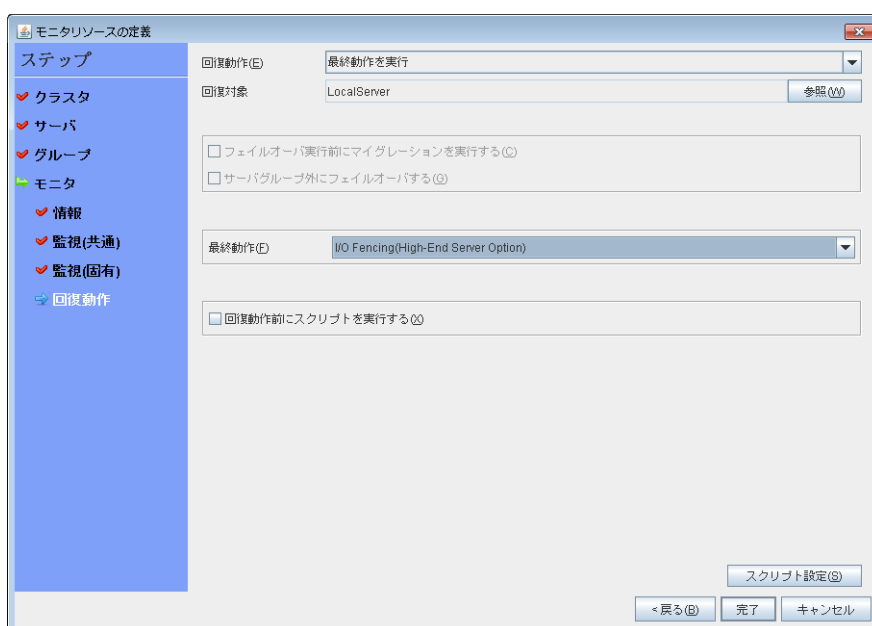 モニタリソースの定義
ステップ
クラスタ
サーバ
グループ
モニタ
情報
監視(共通)
監視(固有)
回復動作
回復動作(E)
最終動作を実行
回復対象
LocalServer
参照(W)
フェイルオーバ実行前にマイグレーションを実行する(C)
サーバグループ外にフェイルオーバする(G)
最終動作(F)
I/O Fencing(High-End Server Option)
回復動作前にスクリプトを実行する(X)
スクリプト設定(S)
<戻る(B)
完了
キャンセル